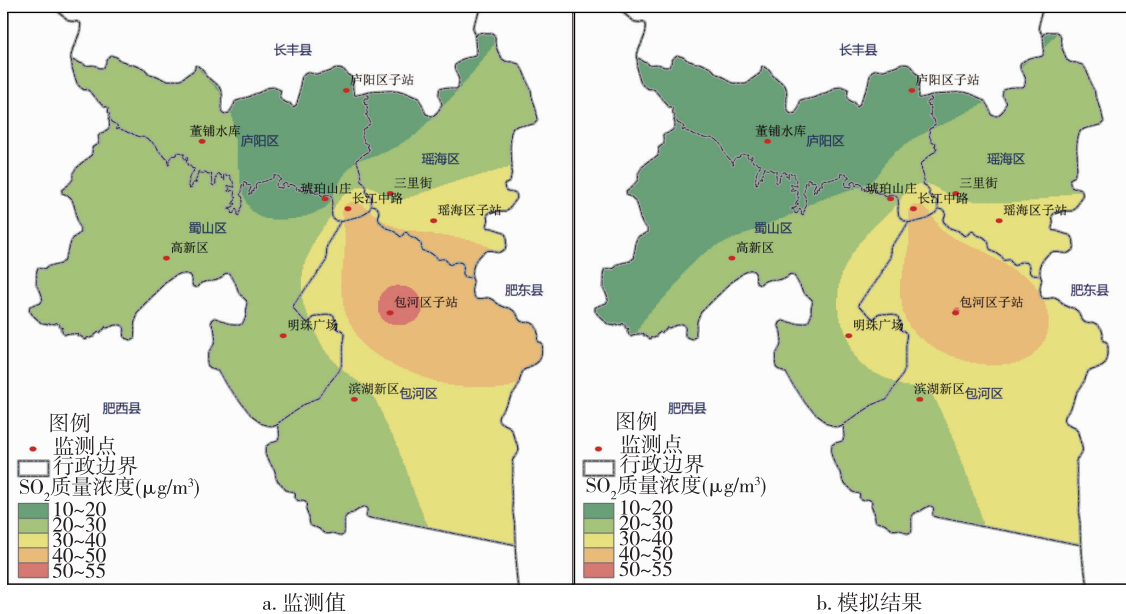 长丰县
庐阳区子站
董铺水库
庐阳区
瑶海区
三里街
琥珀山庄
长江中路
瑶海区子站
蜀山区
高新区
肥东县
包河区子站
明珠广场
滨湖新区
包河区
肥西县
图例
监测点
行政边界
SO₂质量浓度(μg/m³)
10~20
20~30
30~40
40~50
50~55
a. 监测值
长丰县
庐阳区子站
董铺水库
庐阳区
瑶海区
三里街
琥珀山庄
长江中路
瑶海区子站
蜀山区
高新区
肥东县
包河区子站
明珠广场
滨湖新区
包河区
肥西县
图例
监测点
行政边界
SO₂质量浓度(μg/m³)
10~20
20~30
30~40
40~50
50~55
b. 模拟结果